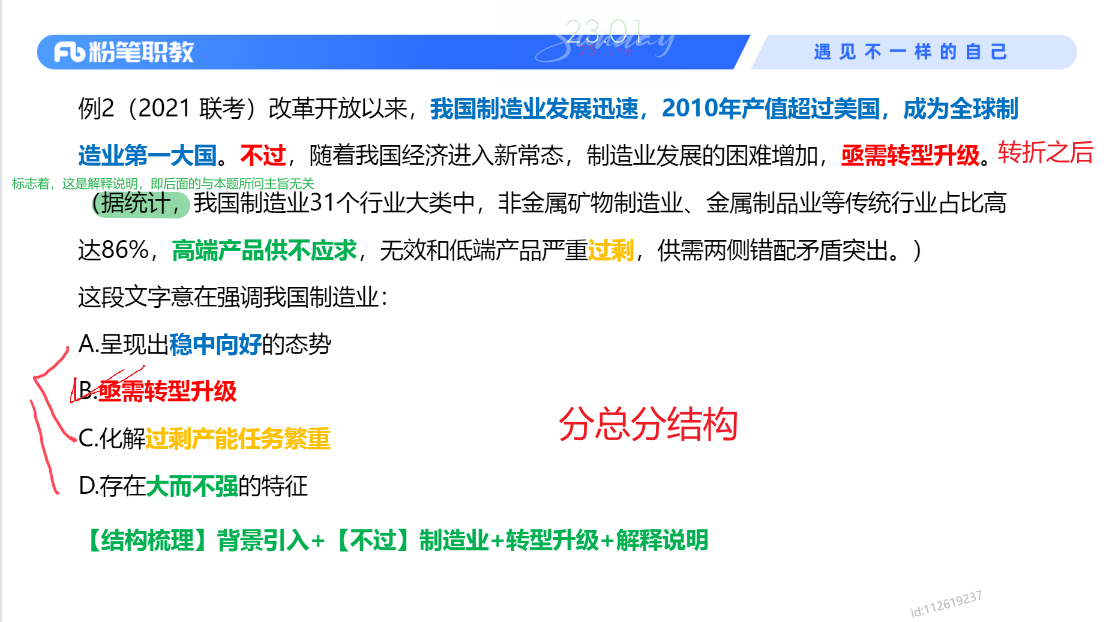 23:01
Sunday
粉笔职教
遇见不一样的自己
例2（2021 联考）改革开放以来，我国制造业发展迅速，2010年产值超过美国，成为全球制
造业第一大国。不过，随着我国经济进入新常态，制造业发展的困难增加，亟需转型升级。转折之后
标志着，这是解释说明，即后面的与本题所问主旨无关
（据统计，我国制造业31个行业大类中，非金属矿物制造业、金属制品业等传统行业占比高
达86%，高端产品供不应求，无效和低端产品严重过剩，供需两侧错配矛盾突出。）
这段文字意在强调我国制造业：
A.呈现出稳中向好的态势
B.亟需转型升级
C.化解过剩产能任务繁重
分总分结构
D.存在大而不强的特征
【结构梳理】背景引入+【不过】制造业+转型升级+解释说明
id:112619237